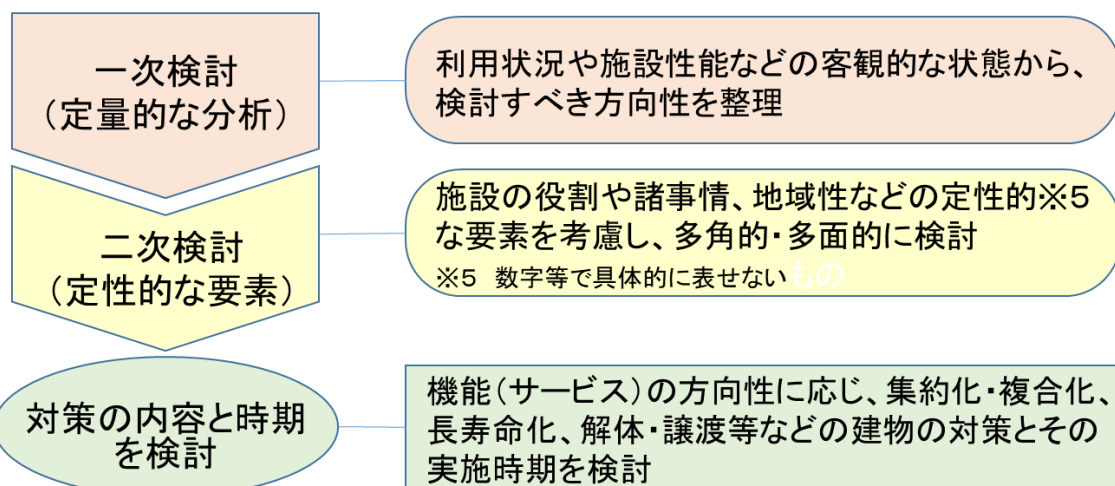 一次検討
（定量的な分析）
利用状況や施設性能などの客観的な状態から、
検討すべき方向性を整理
二次検討
（定性的な要素）
施設の役割や諸事情、地域性などの定性的※５
な要素を考慮し、多角的・多面的に検討
※５　数字等で具体的に表せないもの
対策の内容と時期
を検討
機能（サービス）の方向性に応じ、集約化・複合化、
長寿命化、解体・譲渡等などの建物の対策とその
実施時期を検討